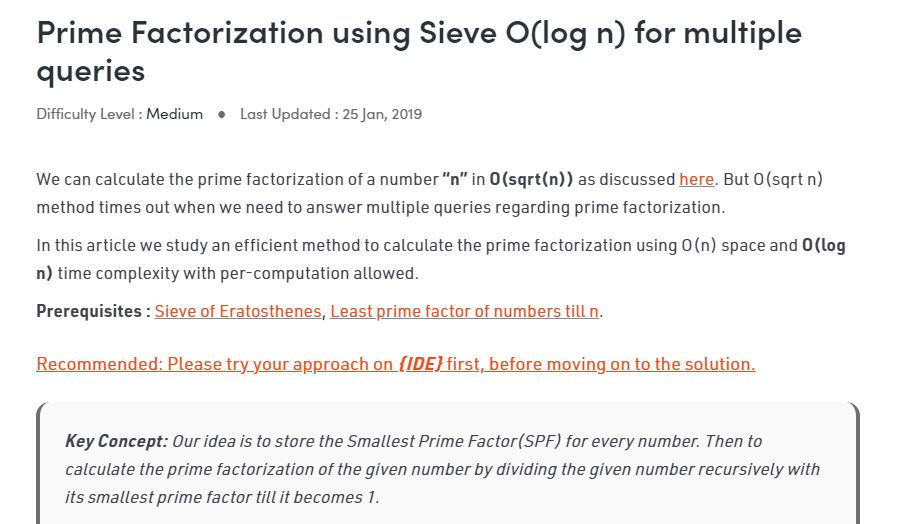 Prime Factorization using Sieve O(log n) for multiple
queries
Difficulty Level : Medium ● Last Updated : 25 Jan, 2019
We can calculate the prime factorization of a number “n” in O(sqrt(n)) as discussed here. But O(sqrt n)
method times out when we need to answer multiple queries regarding prime factorization.
In this article we study an efficient method to calculate the prime factorization using O(n) space and O(log
n) time complexity with per-computation allowed.
Prerequisites : Sieve of Eratosthenes, Least prime factor of numbers till n.
Recommended: Please try your approach on {IDE} first, before moving on to the solution.
Key Concept: Our idea is to store the Smallest Prime Factor(SPF) for every number. Then to
calculate the prime factorization of the given number by dividing the given number recursively with
its smallest prime factor till it becomes 1.